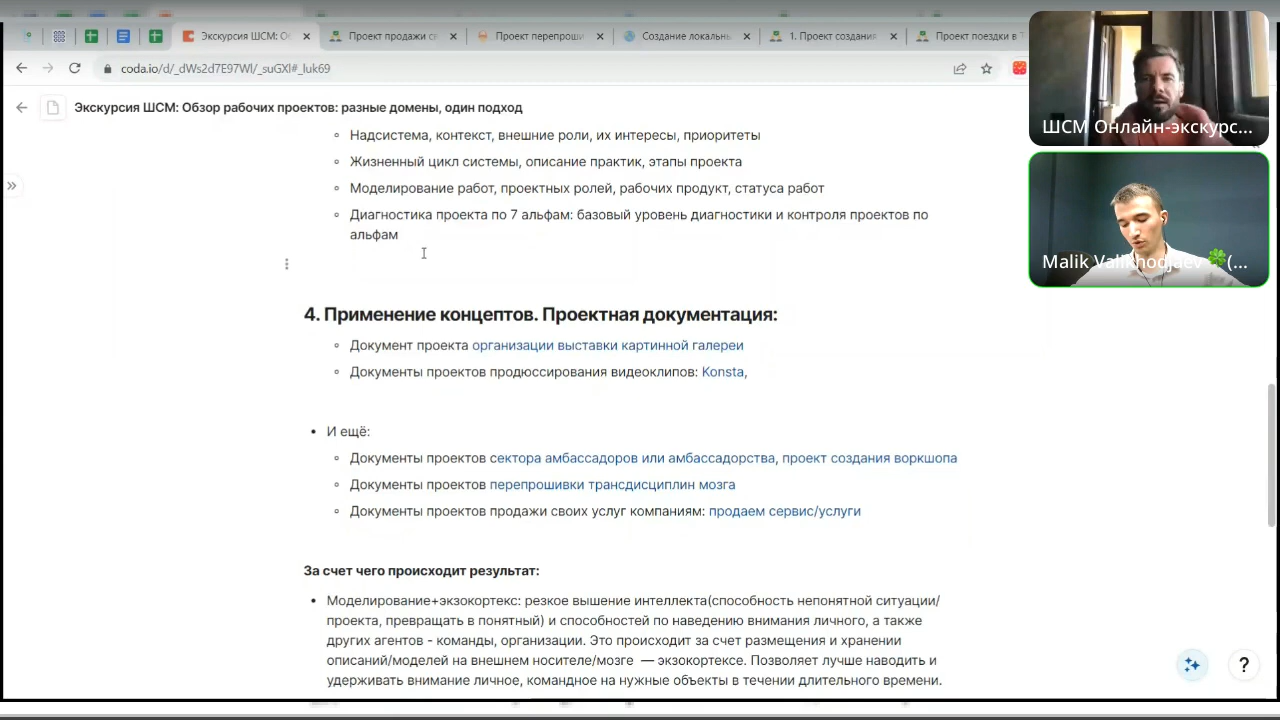 Экскурсия ШСМ: О
Проект продажи се
Проект перепроши
Создание локальн
1. Проект создания
Проект поездки в Т
coda.io/d/_dWs2d7E97Wl/_suGXl#_luk69
Экскурсия ШСМ: Обзор рабочих проектов: разные домены, один подход
ШСМ Онлайн-экскурс...
Malik Valikhodjaev 🍀(...
Надсистема, контекст, внешние роли, их интересы, приоритеты
Жизненный цикл системы, описание практик, этапы проекта
Моделирование работ, проектных ролей, рабочих продукт, статуса работ
Диагностика проекта по 7 альфам: базовый уровень диагностики и контроля проектов по
альфам
4. Применение концептов. Проектная документация:
Документ проекта организации выставки картинной галереи
Документы проектов продюссирования видеоклипов: Konsta,
И ещё:
Документы проектов сектора амбассадоров или амбассадорства, проект создания воркшопа
Документы проектов перепрошивки трансдисциплин мозга
Документы проектов продажи своих услуг компаниям: продаем сервис/услуги
За счет чего происходит результат:
Моделирование+экзокортекс: резкое вышение интеллекта(способность непонятной ситуации/
проекта, превращать в понятный) и способностей по наведению внимания личного, а также
других агентов - команды, организации. Это происходит за счет размещения и хранении
описаний/моделей на внешнем носителе/мозге — экзокортексе. Позволяет лучше наводить и
удерживать внимание личное, командное на нужные объекты в течении длительного времени.